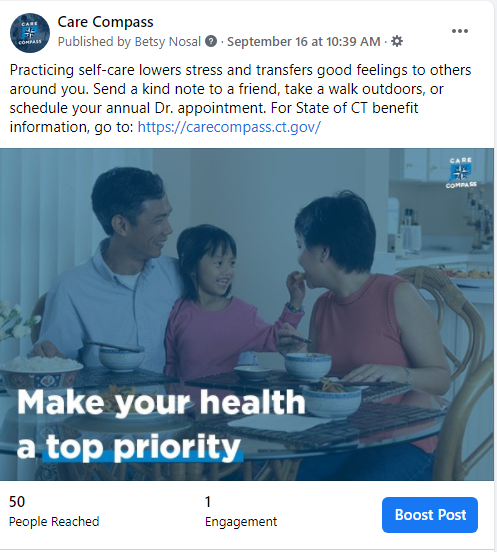 CARE
COMPASS
Care Compass
Published by Betsy Nosal · September 16 at 10:39 AM ·
Practicing self-care lowers stress and transfers good feelings to others
around you. Send a kind note to a friend, take a walk outdoors, or
schedule your annual Dr. appointment. For State of CT benefit
information, go to: https://carecompass.ct.gov/
CARE
COMPASS
Make your health
a top priority
50
People Reached
1
Engagement
Boost Post